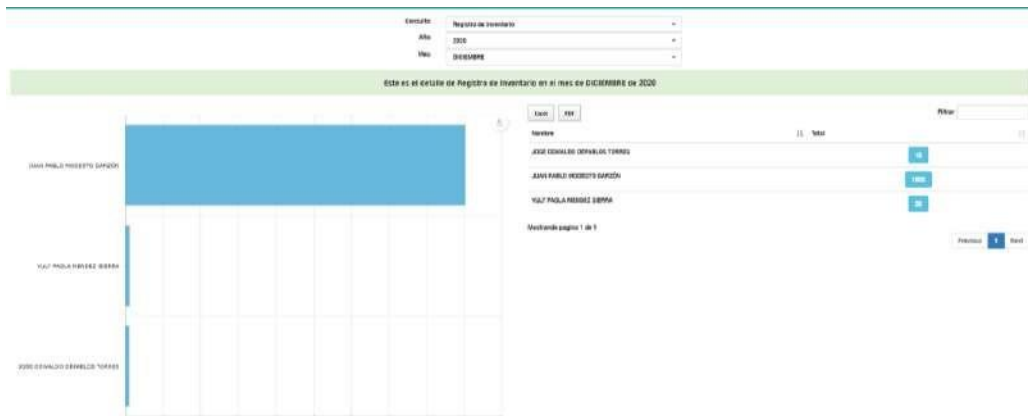 Consulta
Registro de Inventario
Año
2020
Mes
DICIEMBRE
Este es el detalle de Registro de Inventario en el mes de DICIEMBRE de 2020
JUAN PABLO MODESTO GARZÓN
YULY PAOLA MENDEZ SIERRA
JOSE OSWALDO DEPABLOS TORRES
Excel PDF
Filtrar
Nombre Total
JOSE OSWALDO DEPABLOS TORRES
JUAN PABLO MODESTO GARZÓN
YULY PAOLA MENDEZ SIERRA
Mostrando pagina 1 de 1
Previous 1 Next